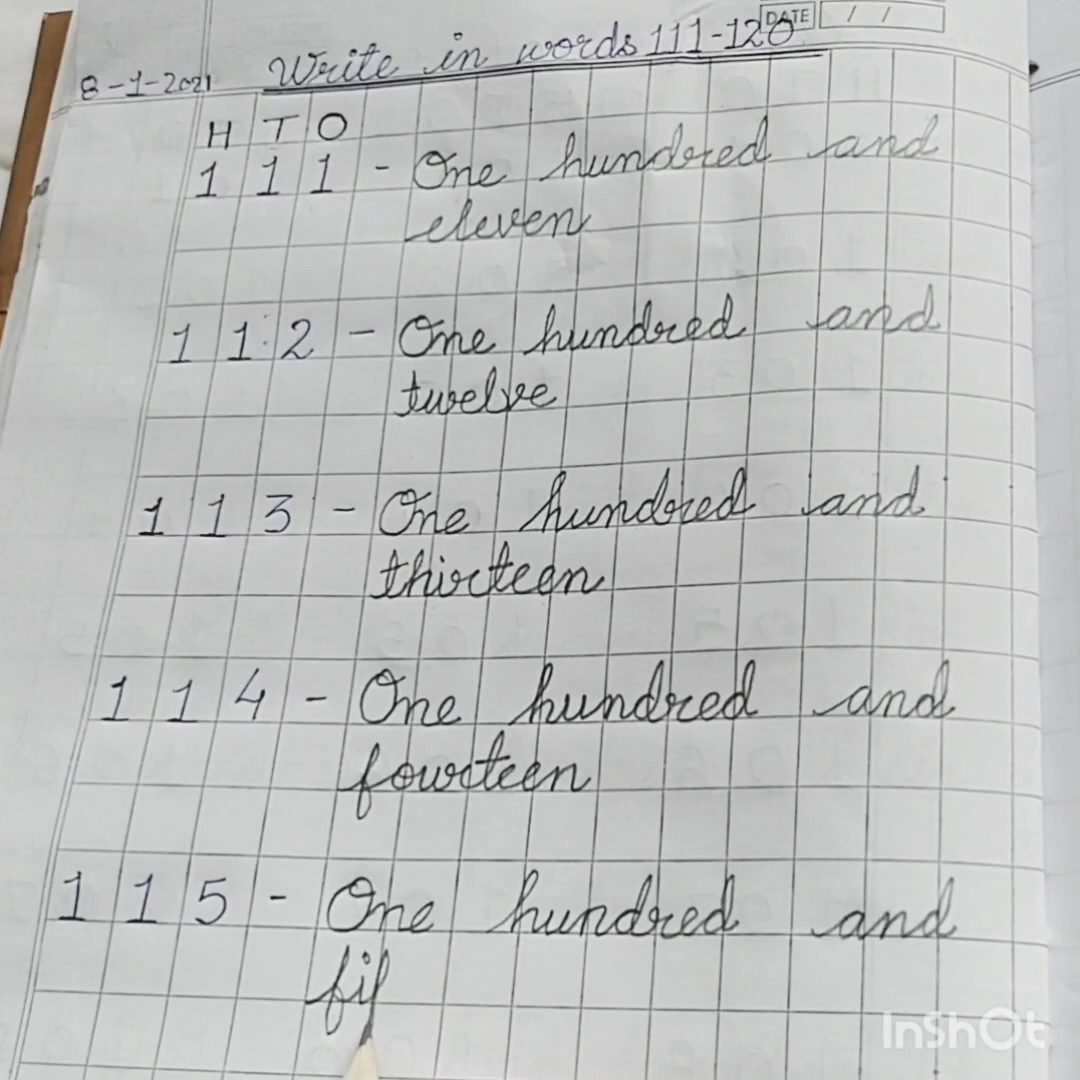 DATE / /
8-1-2021 Write in words 111-120
H T O
1 1 1 - One hundred and
eleven
1 1 2 - One hundred and
twelve
1 1 3 - One hundred and
thirteen
1 1 4 - One hundred and
fourteen
1 1 5 - One hundred and
fif
InShOt